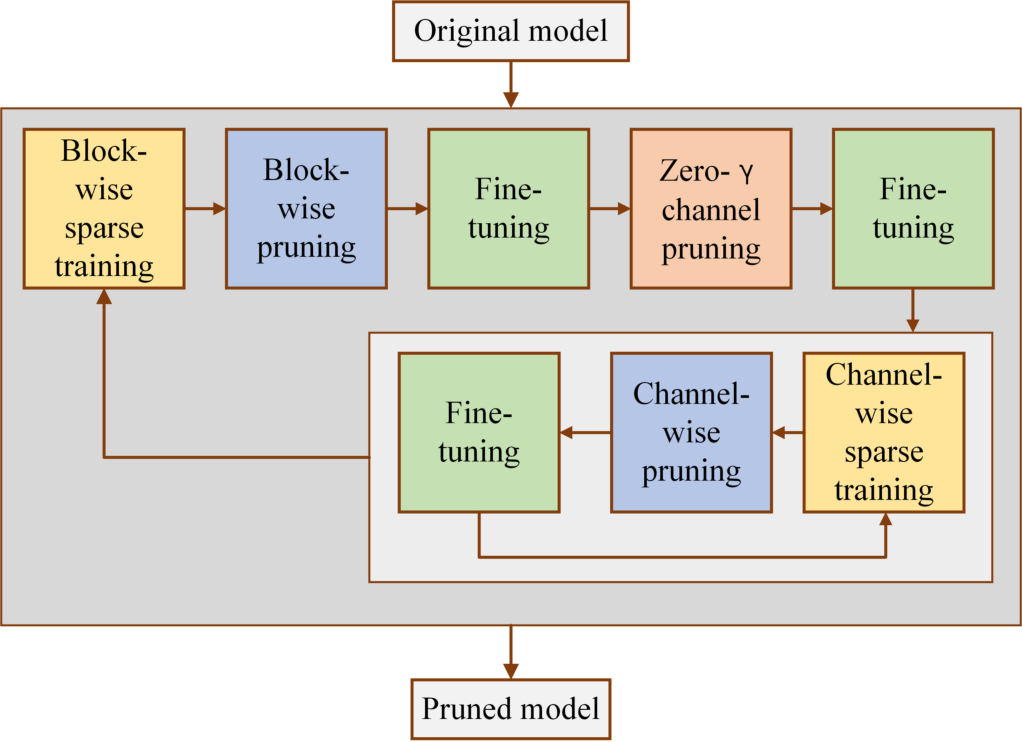 Original model
Block-
wise
sparse
training
Block-
wise
pruning
Fine-
tuning
Zero- γ
channel
pruning
Fine-
tuning
Fine-
tuning
Channel-
wise
pruning
Channel-
wise
sparse
training
Pruned model